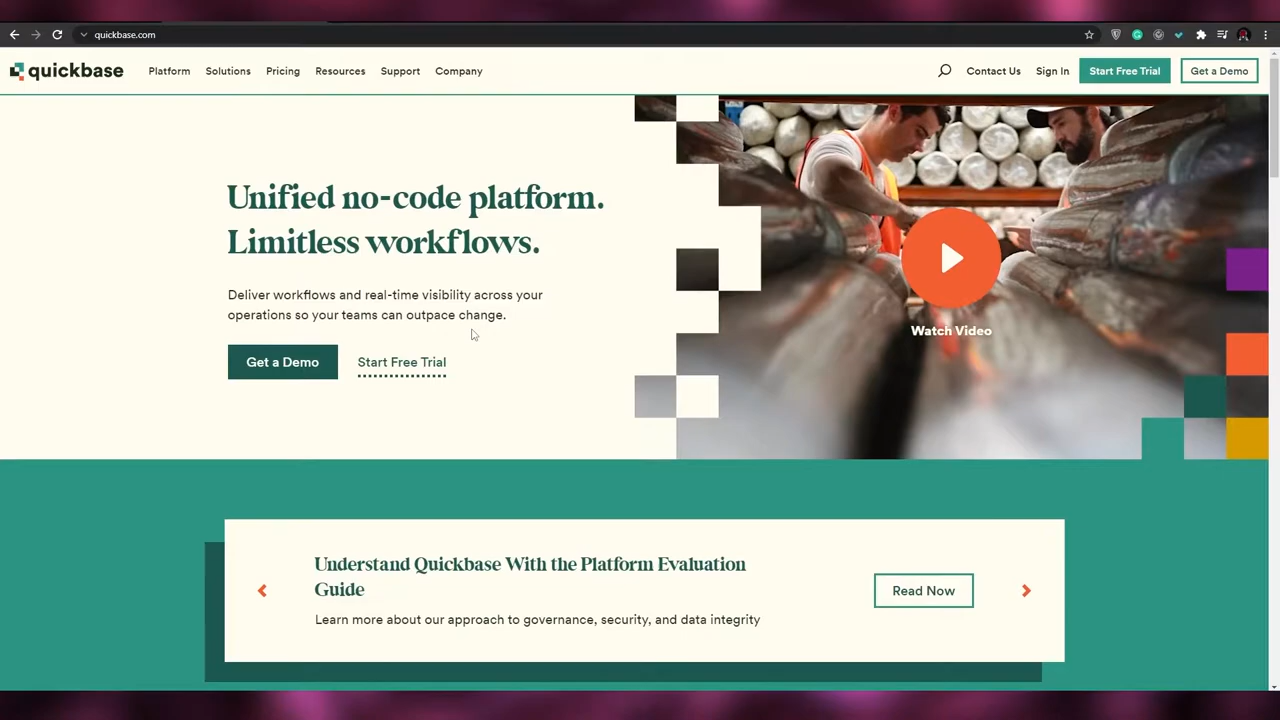 quickbase.com
quickbase
Platform
Solutions
Pricing
Resources
Support
Company
Contact Us
Sign In
Start Free Trial
Get a Demo
Unified no-code platform.
Limitless workflows.
Deliver workflows and real-time visibility across your
operations so your teams can outpace change.
Get a Demo
Start Free Trial
Watch Video
Understand Quickbase With the Platform Evaluation
Guide
Learn more about our approach to governance, security, and data integrity
Read Now